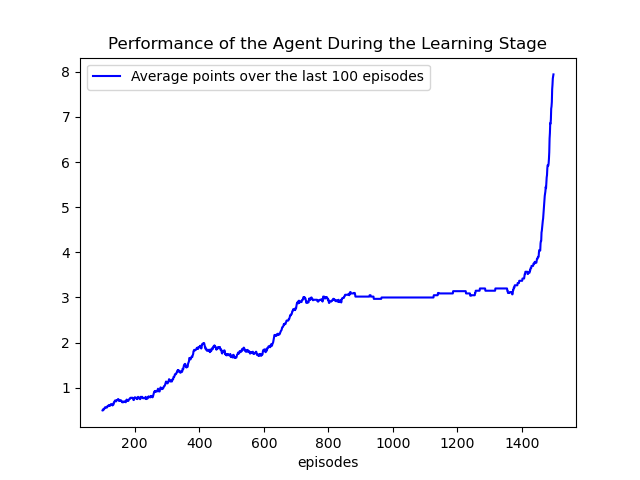 Performance of the Agent During the Learning Stage
Average points over the last 100 episodes
8
7
6
5
4
3
2
1
200 400 600 800 1000 1200 1400
episodes